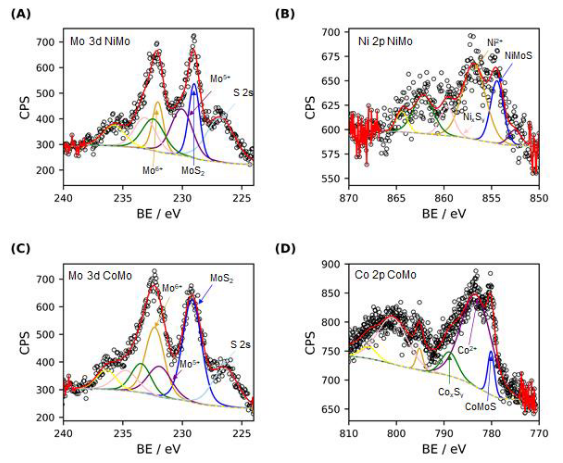 (A)
Mo 3d NiMo
Mo⁵⁺
S 2s
Mo⁶⁺
MoS₂
CPS
700
600
500
400
300
200
240
235
230
225
BE / eV
(B)
Ni 2p NiMo
Ni²⁺
NiMoS
NiₓSᵧ
CPS
700
675
650
625
600
575
550
870
865
860
855
850
BE / eV
(C)
Mo 3d CoMo
Mo⁶⁺
MoS₂
S 2s
Mo⁵⁺
CPS
700
600
500
400
300
200
240
235
230
225
BE / eV
(D)
Co 2p CoMo
Co²⁺
CoₓSᵧ
CoMoS
CPS
900
850
800
750
700
650
810
800
790
780
770
BE / eV